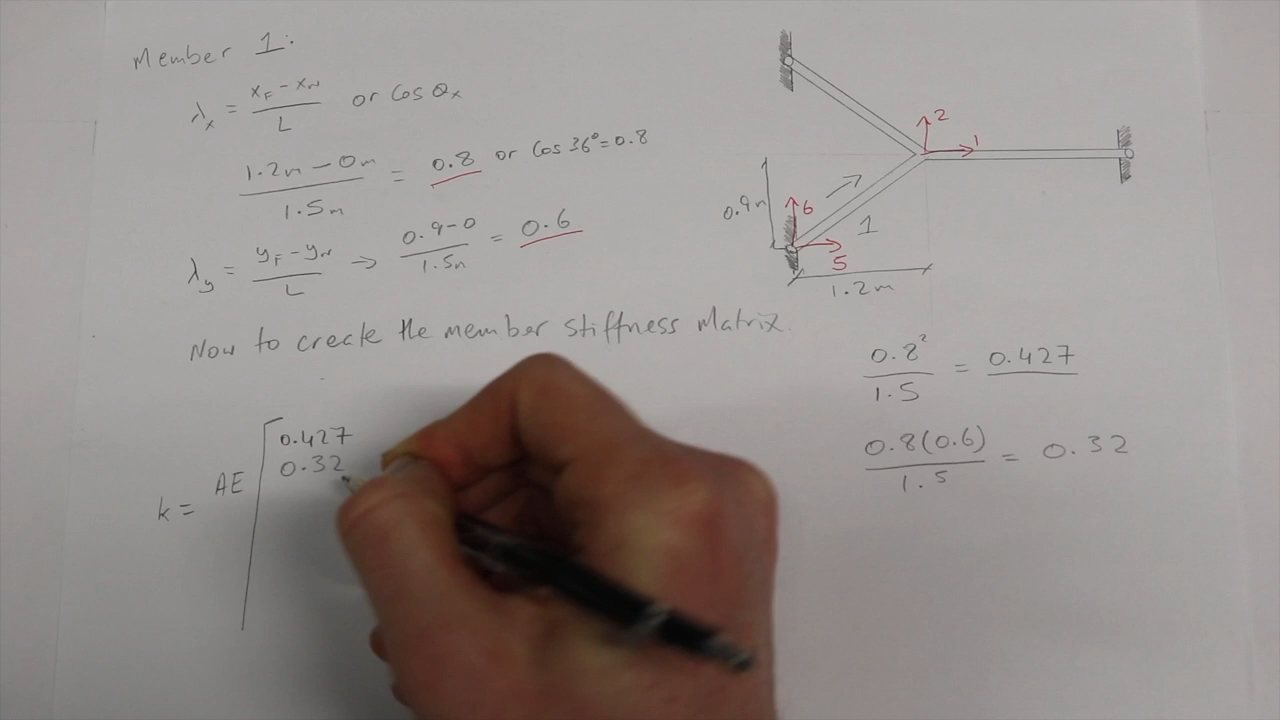 Member 1:
λx = xF - xN / L or Cos θx
1.2m - 0m / 1.5m = 0.8 or Cos 36° = 0.8
λy = yF - yN / L → 0.9 - 0 / 1.5m = 0.6
Now to create the member stiffness Matrix.
k = AE [ 0.427
0.32
2
1
0.9m
6
1
5
1.2m
0.8² / 1.5 = 0.427
0.8(0.6) / 1.5 = 0.32